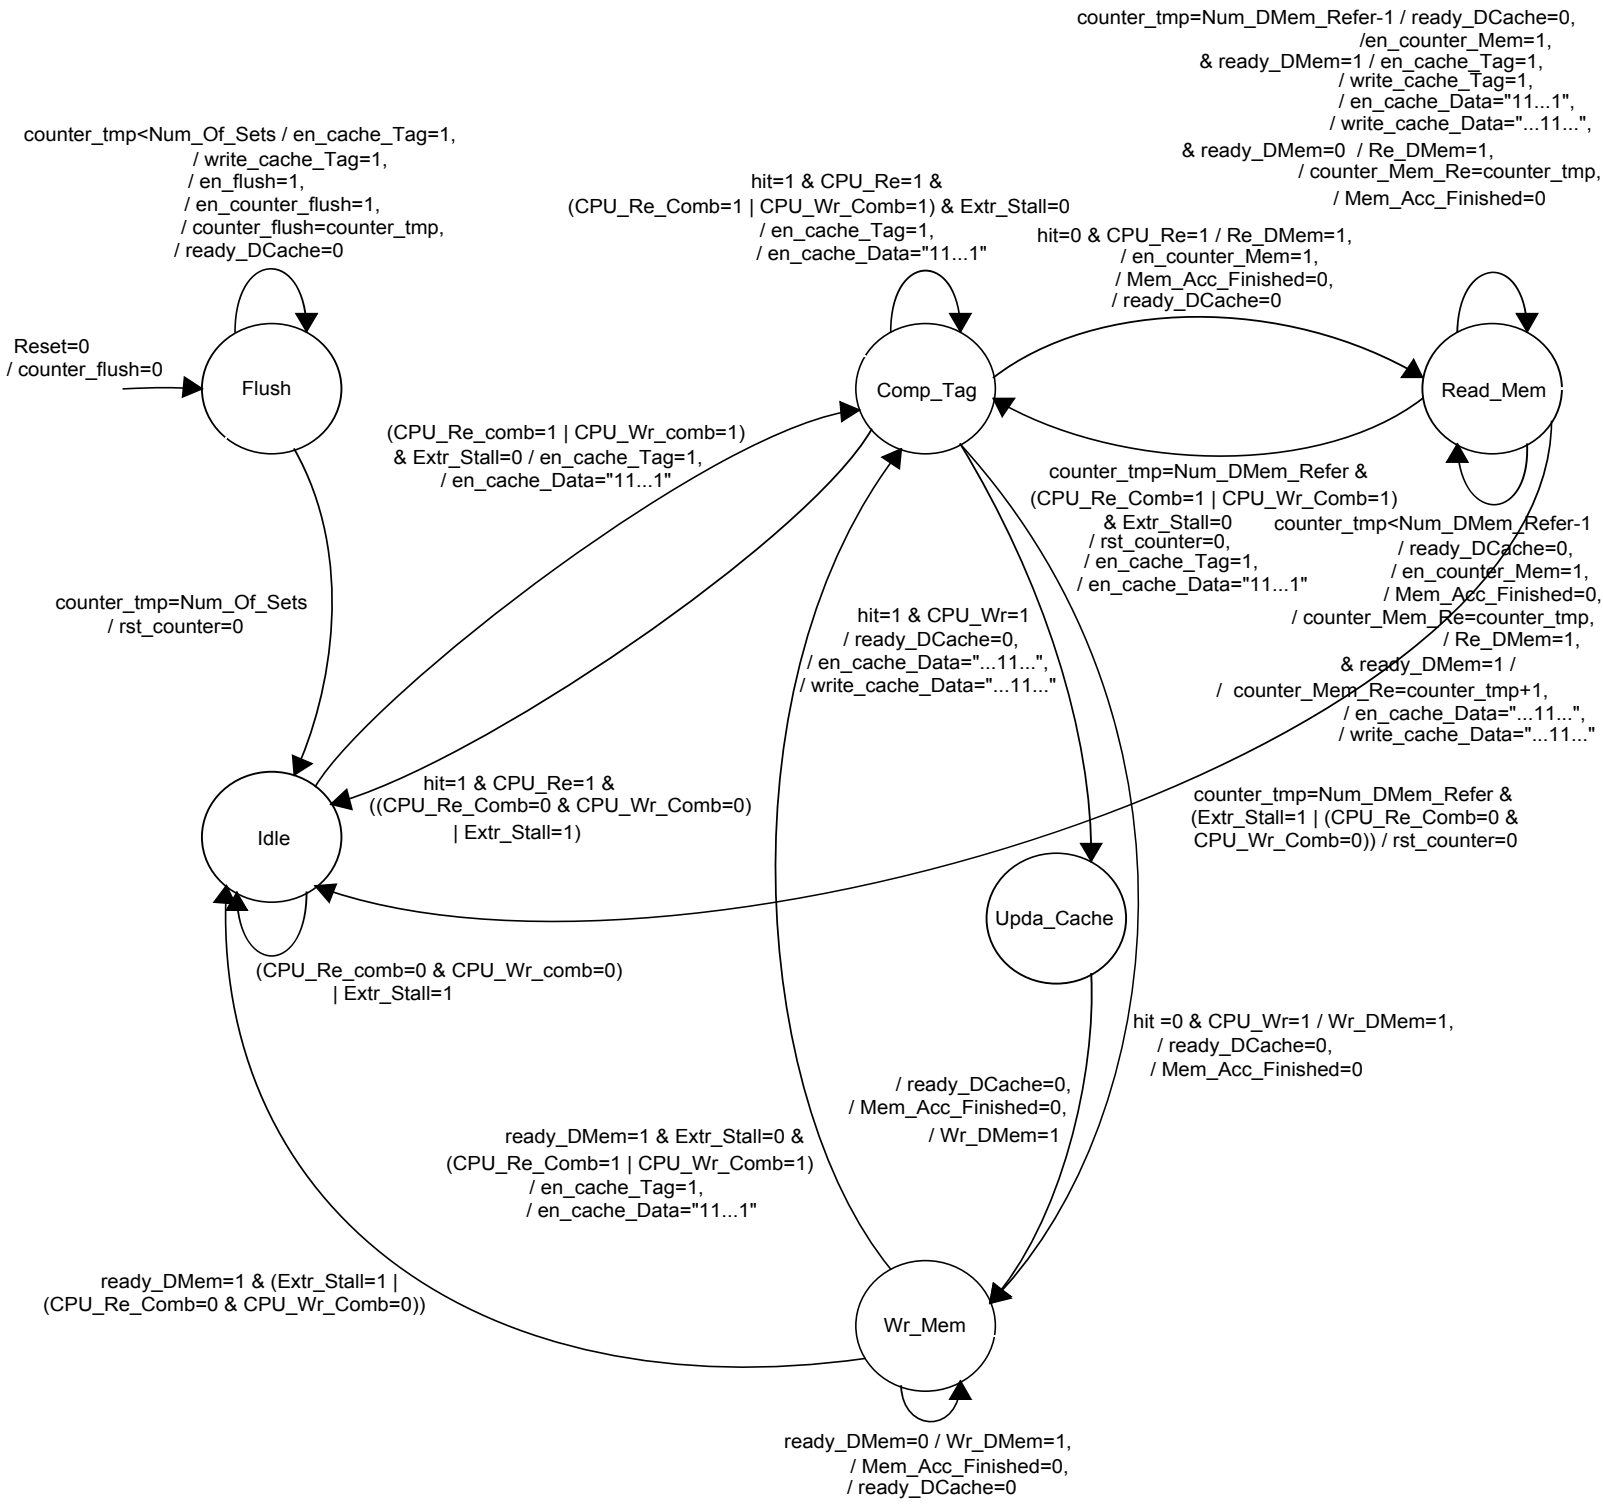 counter_tmp=Num_DMem_Refer-1 / ready_DCache=0,
/en_counter_Mem=1,
& ready_DMem=1 / en_cache_Tag=1,
/ write_cache_Tag=1,
/ en_cache_Data="11...1",
/ write_cache_Data="...11...",
& ready_DMem=0 / Re_DMem=1,
/ counter_Mem_Re=counter_tmp,
/ Mem_Acc_Finished=0
counter_tmp<Num_Of_Sets / en_cache_Tag=1,
/ write_cache_Tag=1,
/ en_flush=1,
/ en_counter_flush=1,
/ counter_flush=counter_tmp,
/ ready_DCache=0
hit=1 & CPU_Re=1 &
(CPU_Re_Comb=1 | CPU_Wr_Comb=1) & Extr_Stall=0
/ en_cache_Tag=1,
/ en_cache_Data="11...1"
hit=0 & CPU_Re=1 / Re_DMem=1,
/ en_counter_Mem=1,
/ Mem_Acc_Finished=0,
/ ready_DCache=0
Reset=0
/ counter_flush=0
Flush
Comp_Tag
Read_Mem
(CPU_Re_comb=1 | CPU_Wr_comb=1)
& Extr_Stall=0 / en_cache_Tag=1,
/ en_cache_Data="11...1"
counter_tmp=Num_DMem_Refer &
(CPU_Re_Comb=1 | CPU_Wr_Comb=1)
& Extr_Stall=0
/ rst_counter=0,
/ en_cache_Tag=1,
/ en_cache_Data="11...1"
counter_tmp<Num_DMem_Refer-1
/ ready_DCache=0,
/ en_counter_Mem=1,
/ Mem_Acc_Finished=0,
/ counter_Mem_Re=counter_tmp,
/ Re_DMem=1,
& ready_DMem=1 /
/ counter_Mem_Re=counter_tmp+1,
/ en_cache_Data="...11...",
/ write_cache_Data="...11..."
counter_tmp=Num_Of_Sets
/ rst_counter=0
hit=1 & CPU_Wr=1
/ ready_DCache=0,
/ en_cache_Data="...11...",
/ write_cache_Data="...11..."
hit=1 & CPU_Re=1 &
((CPU_Re_Comb=0 & CPU_Wr_Comb=0)
| Extr_Stall=1)
counter_tmp=Num_DMem_Refer &
(Extr_Stall=1 | (CPU_Re_Comb=0 &
CPU_Wr_Comb=0)) / rst_counter=0
Idle
Upda_Cache
(CPU_Re_comb=0 & CPU_Wr_comb=0)
| Extr_Stall=1
hit =0 & CPU_Wr=1 / Wr_DMem=1,
/ ready_DCache=0,
/ Mem_Acc_Finished=0
/ ready_DCache=0,
/ Mem_Acc_Finished=0,
/ Wr_DMem=1
ready_DMem=1 & Extr_Stall=0 &
(CPU_Re_Comb=1 | CPU_Wr_Comb=1)
/ en_cache_Tag=1,
/ en_cache_Data="11...1"
ready_DMem=1 & (Extr_Stall=1 |
(CPU_Re_Comb=0 & CPU_Wr_Comb=0))
Wr_Mem
ready_DMem=0 / Wr_DMem=1,
/ Mem_Acc_Finished=0,
/ ready_DCache=0